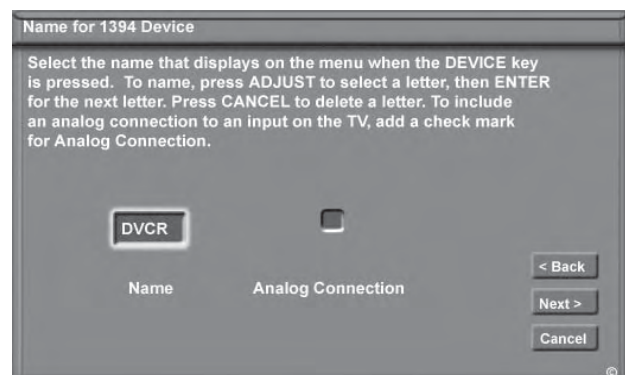 Name for 1394 Device
Select the name that displays on the menu when the DEVICE key
is pressed. To name, press ADJUST to select a letter, then ENTER
for the next letter. Press CANCEL to delete a letter. To include
an analog connection to an input on the TV, add a check mark
for Analog Connection.
DVCR
Name
Analog Connection
< Back
Next >
Cancel
©